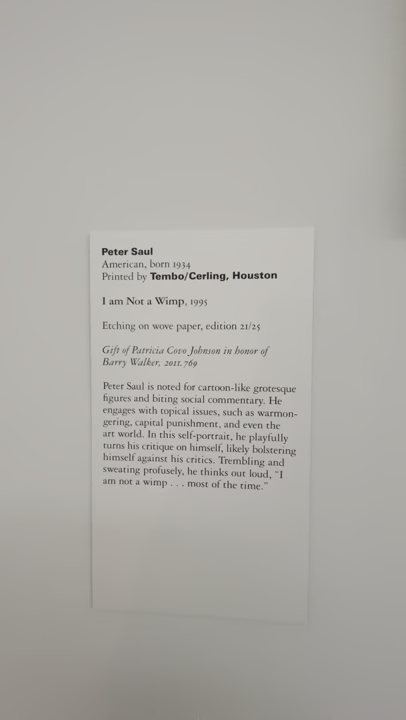 Peter Saul
American, born 1934
Printed by Tembo/Cerling, Houston
I am Not a Wimp, 1995
Etching on wove paper, edition 21/25
Gift of Patricia Covo Johnson in honor of
Barry Walker, 2011.769
Peter Saul is noted for cartoon-like grotesque
figures and biting social commentary. He
engages with topical issues, such as warmon-
gering, capital punishment, and even the
art world. In this self-portrait, he playfully
turns his critique on himself, likely bolstering
himself against his critics. Trembling and
sweating profusely, he thinks out loud, “I
am not a wimp . . . most of the time.”